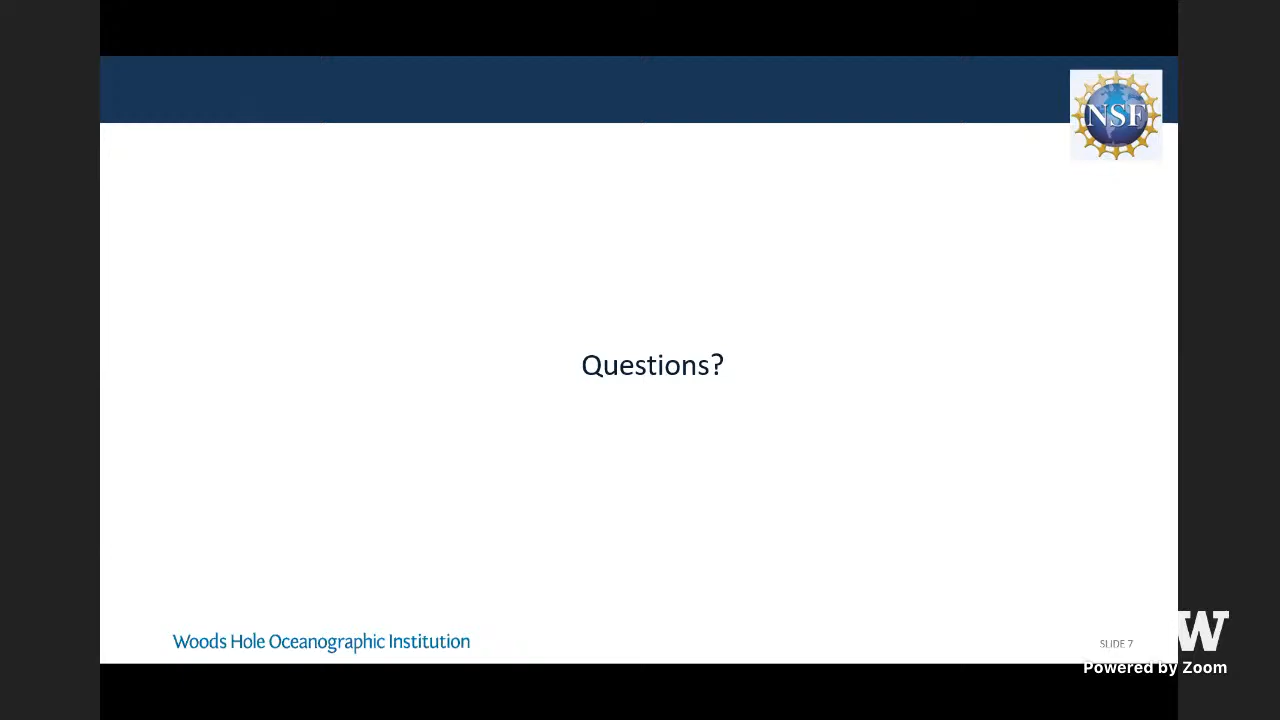 NSF
Questions?
Woods Hole Oceanographic Institution
SLIDE 7
W
Powered by Zoom